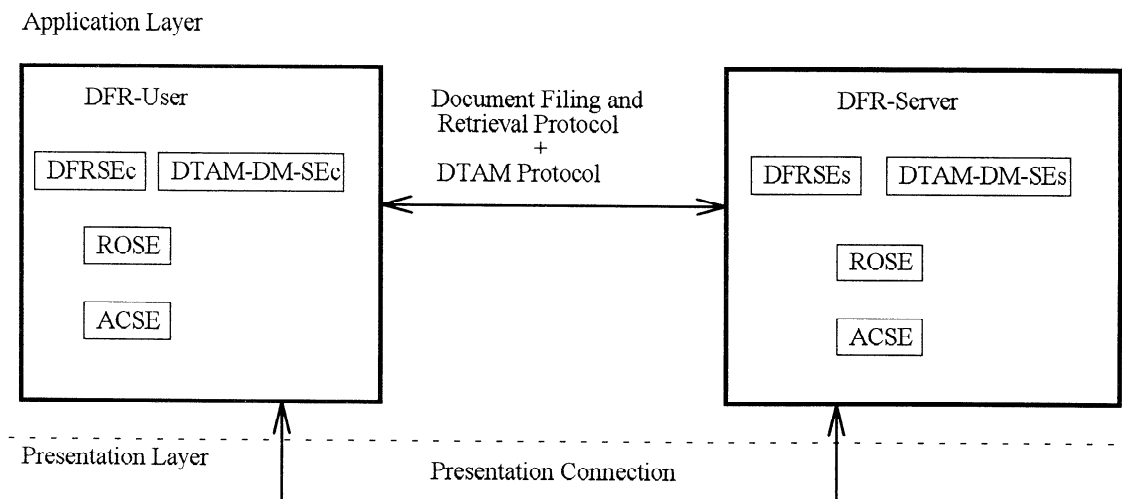 Application Layer
DFR-User
DFRSEc
DTAM-DM-SEc
ROSE
ACSE
Document Filing and
Retrieval Protocol
+
DTAM Protocol
DFR-Server
DFRSEs
DTAM-DM-SEs
ROSE
ACSE
Presentation Layer
Presentation Connection